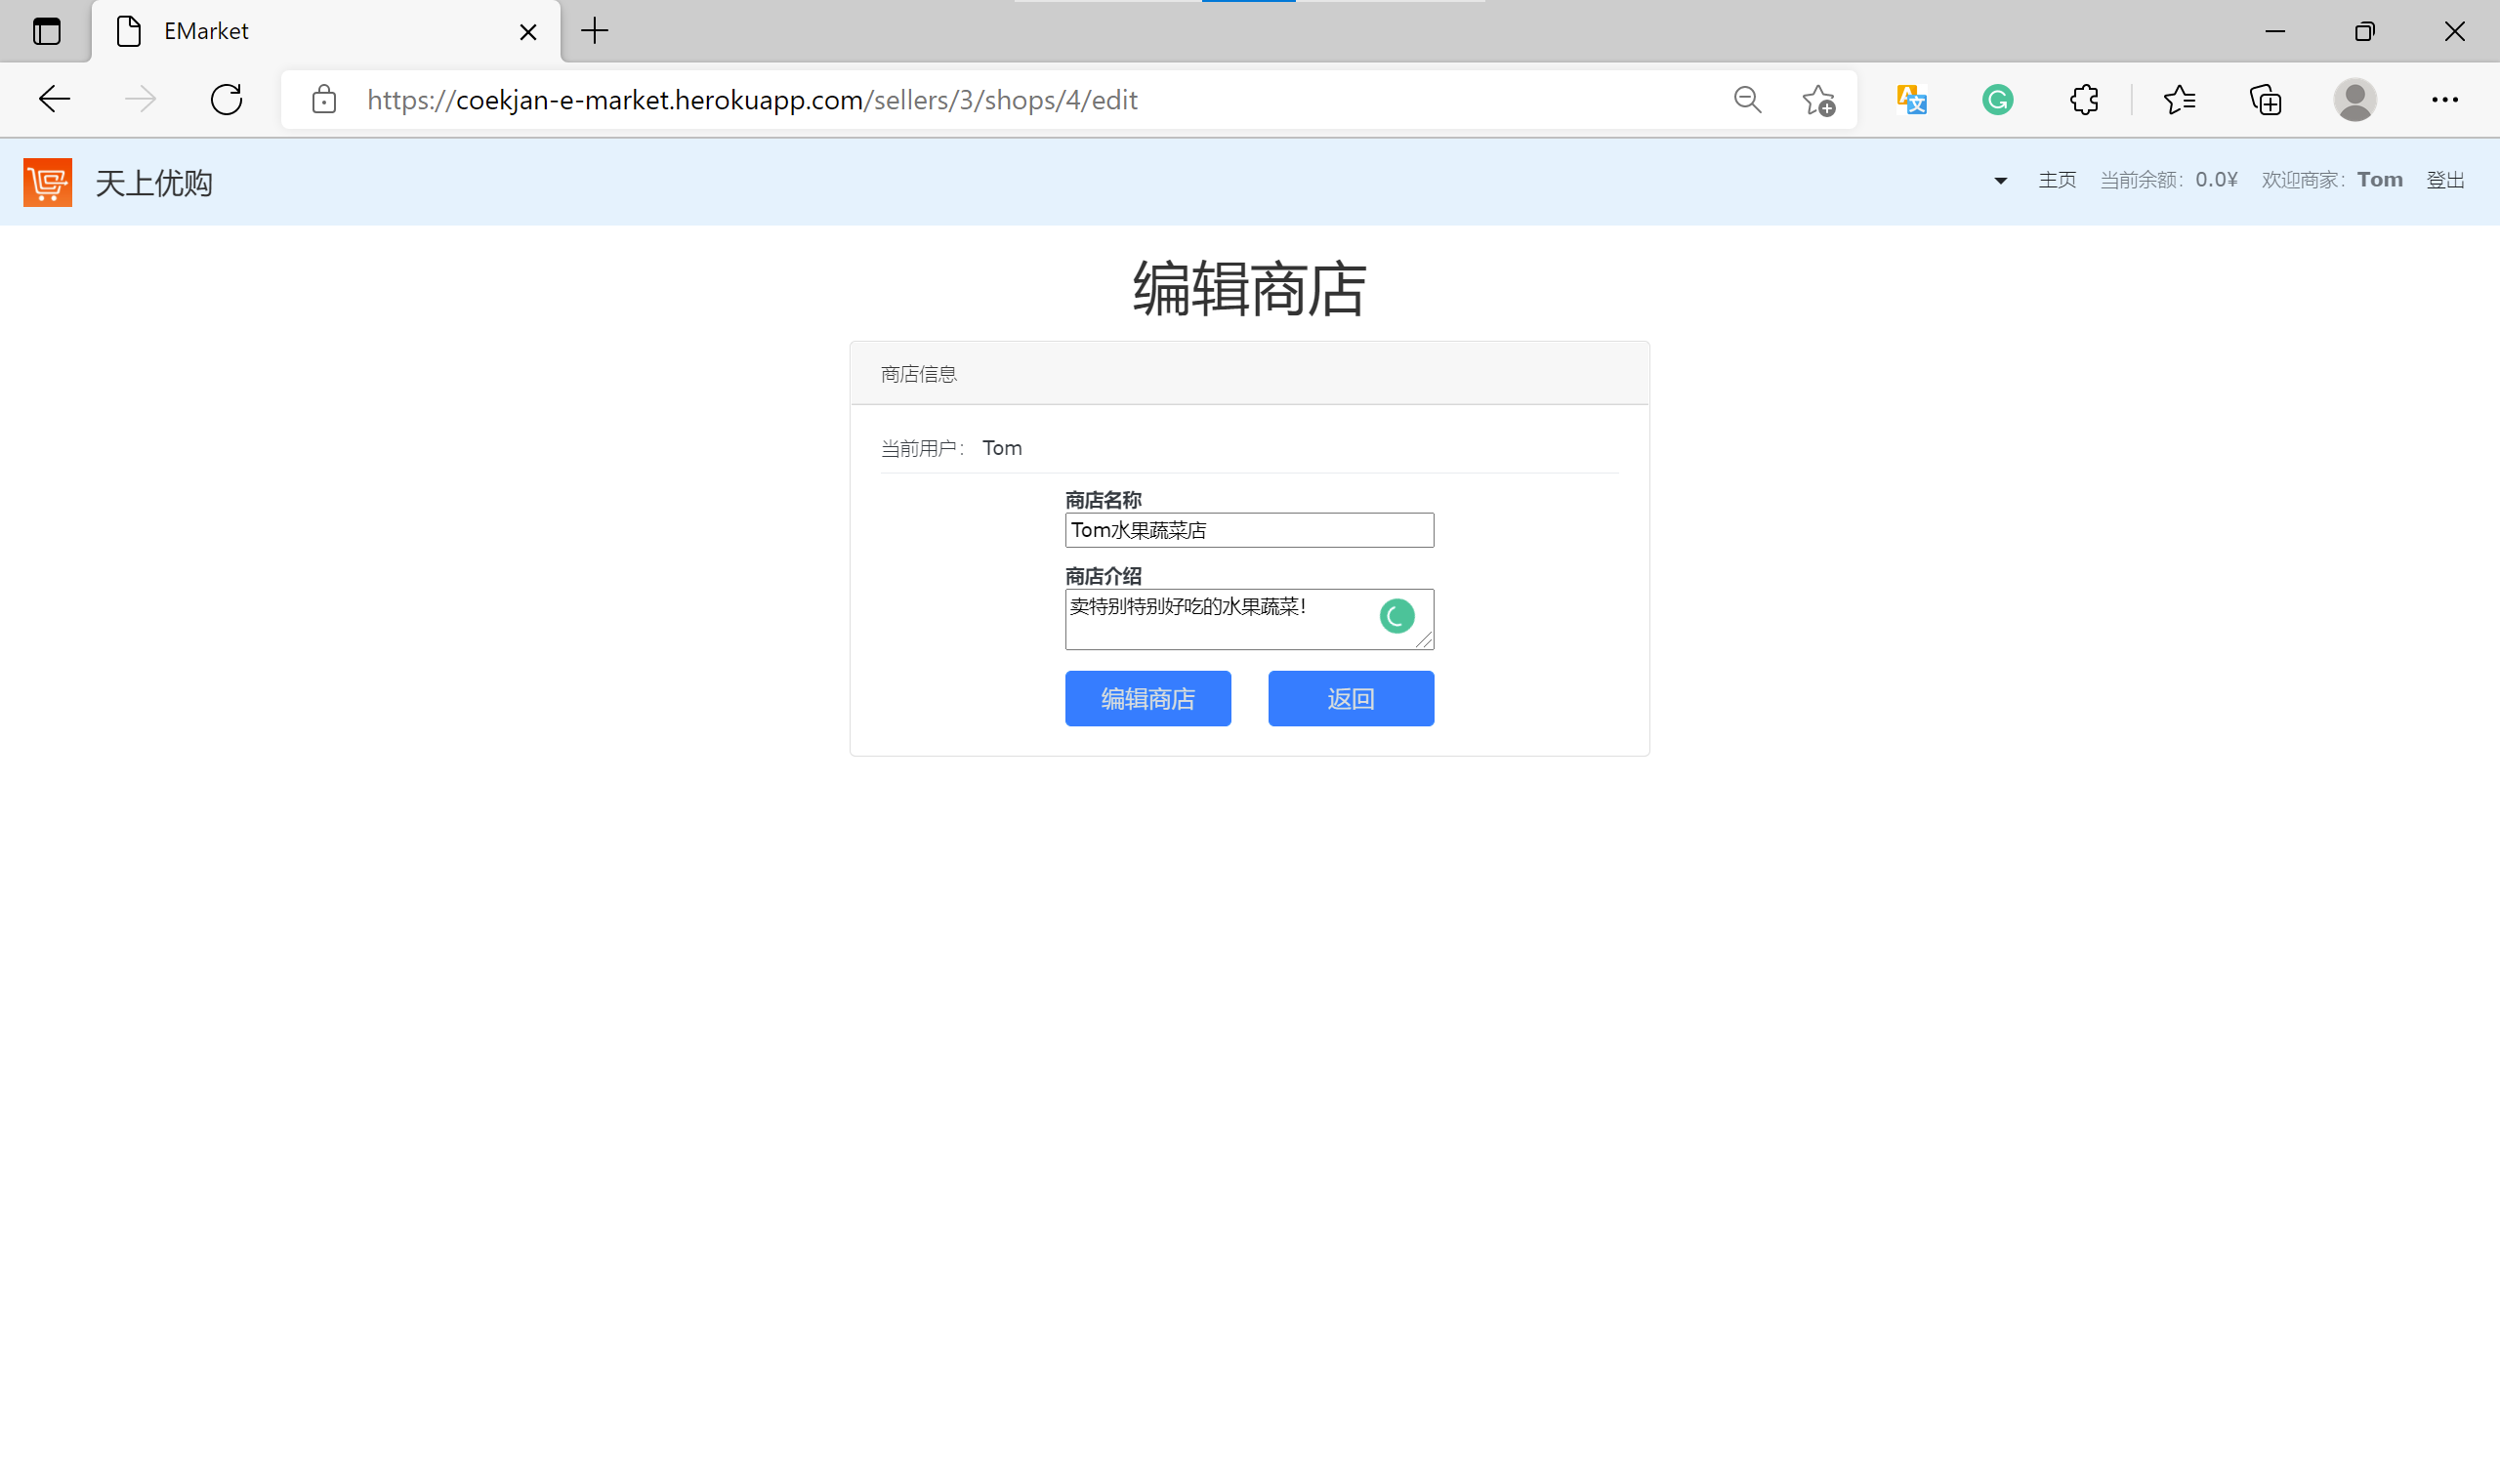 EMarket
https://coekjan-e-market.herokuapp.com/sellers/3/shops/4/edit
天上优购
主页 当前余额：0.0¥ 欢迎商家：Tom 登出
编辑商店
商店信息
当前用户： Tom
商店名称
Tom水果蔬菜店
商店介绍
卖特别特别好吃的水果蔬菜！
编辑商店 返回